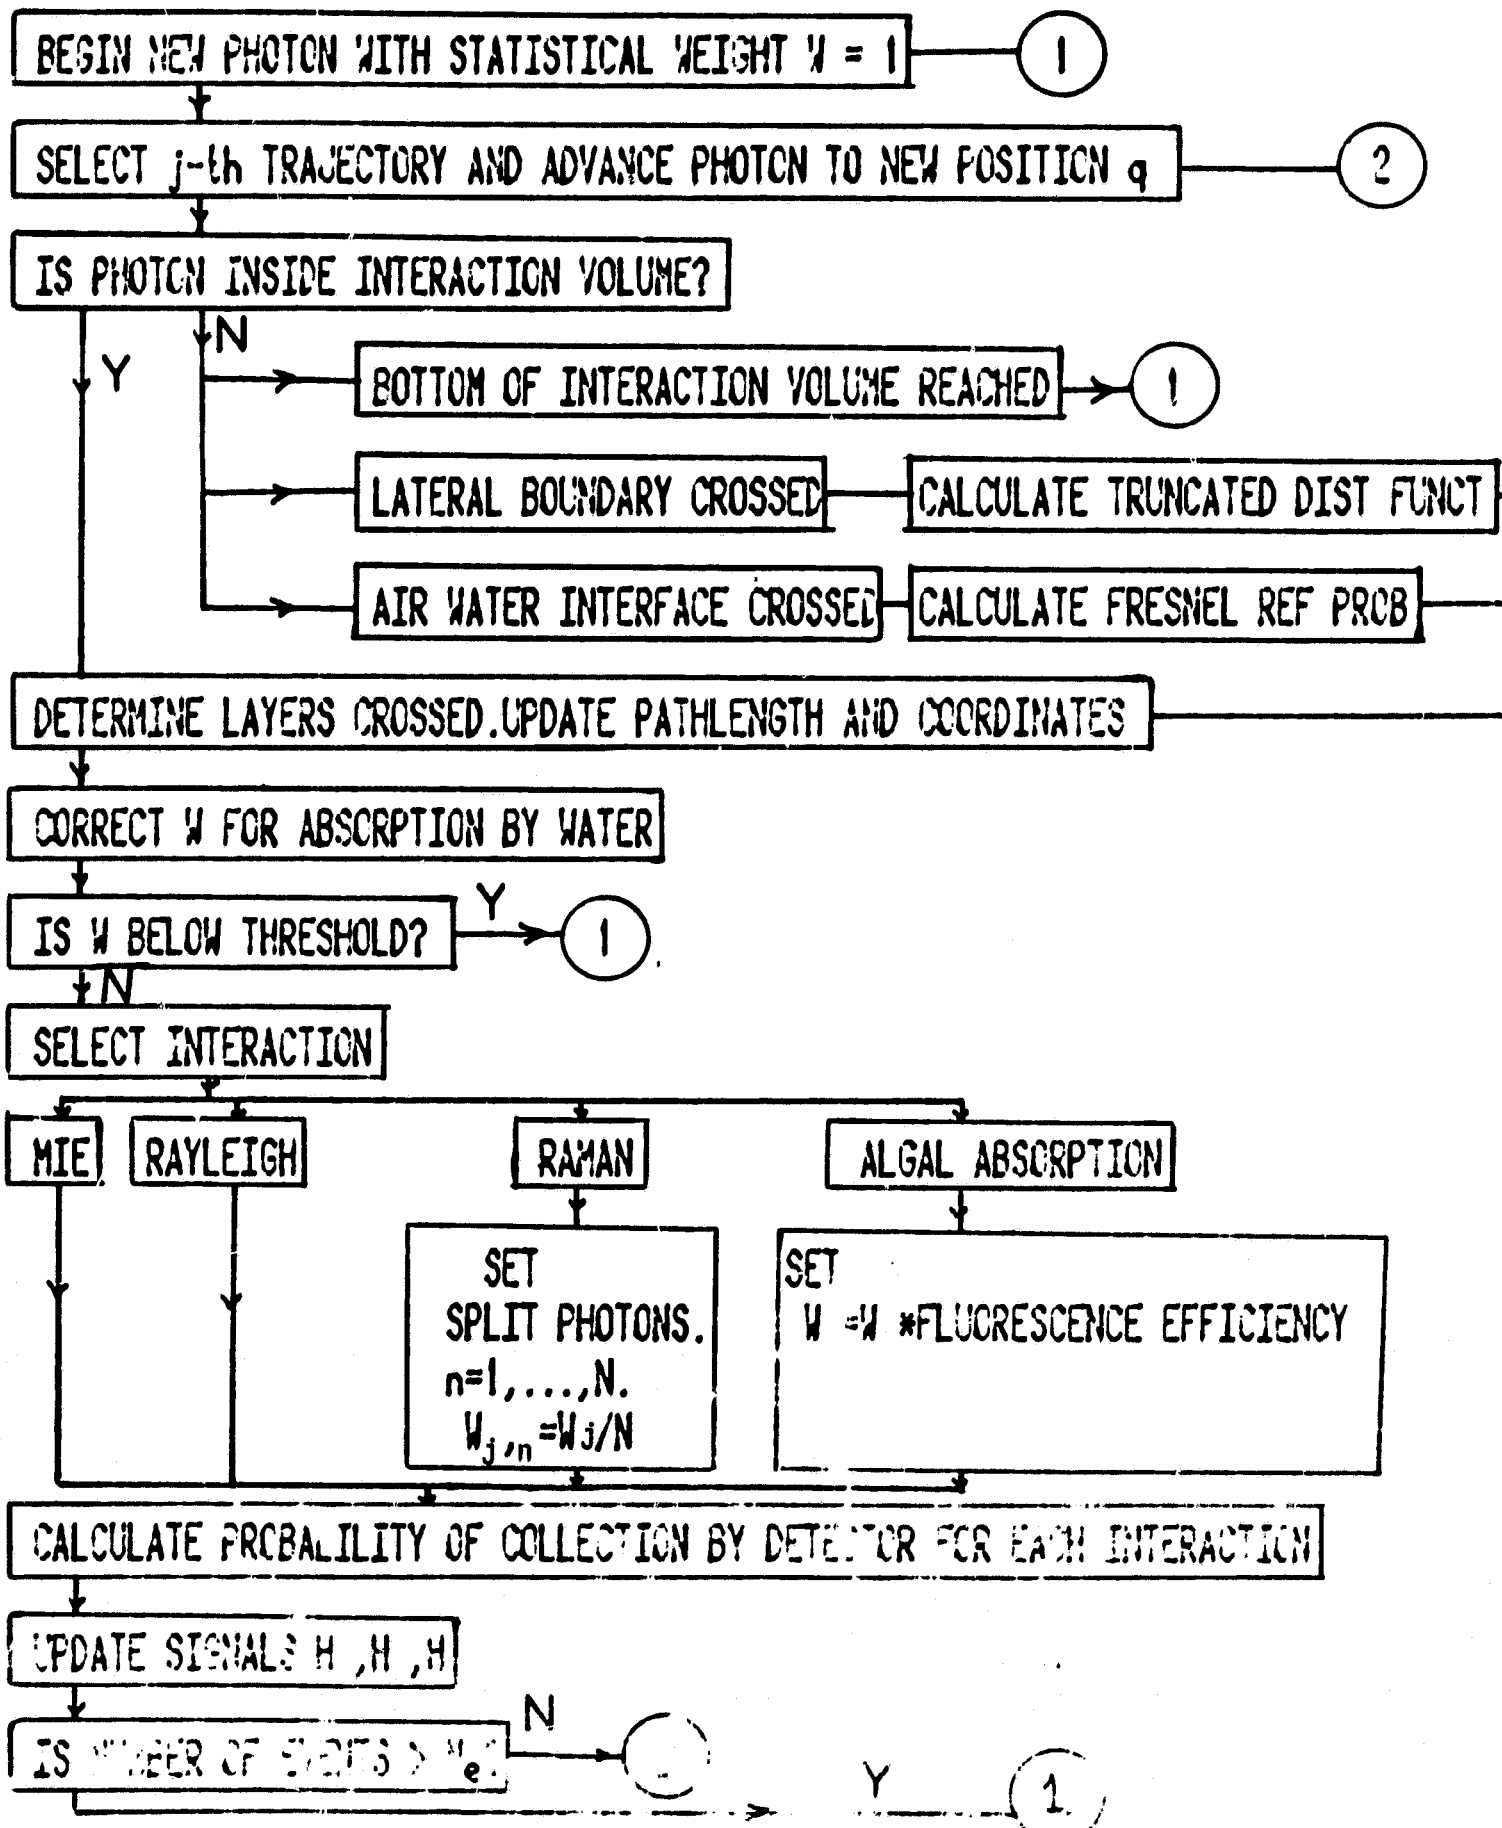 BEGIN NEW PHOTON WITH STATISTICAL WEIGHT W = 1
1
SELECT j-th TRAJECTORY AND ADVANCE PHOTON TO NEW POSITION q
2
IS PHOTON INSIDE INTERACTION VOLUME?
N
Y
BOTTOM OF INTERACTION VOLUME REACHED
1
LATERAL BOUNDARY CROSSED
CALCULATE TRUNCATED DIST FUNCT
AIR WATER INTERFACE CROSSED
CALCULATE FRESNEL REF PROB
DETERMINE LAYERS CROSSED.UPDATE PATHLENGTH AND COORDINATES
CORRECT W FOR ABSORPTION BY WATER
IS W BELOW THRESHOLD?
Y
1
N
SELECT INTERACTION
MIE
RAYLEIGH
RAMAN
ALGAL ABSORPTION
SET
SPLIT PHOTONS.
n=1,...,N.
Wj,n=Wj/N
SET
W =W *FLUORESCENCE EFFICIENCY
CALCULATE PROBALILITY OF COLLECTION BY DETECTOR FOR EACH INTERACTION
UPDATE SIGNALS H ,H ,H
IS NUMBER OF EVENTS >
N
Y
1